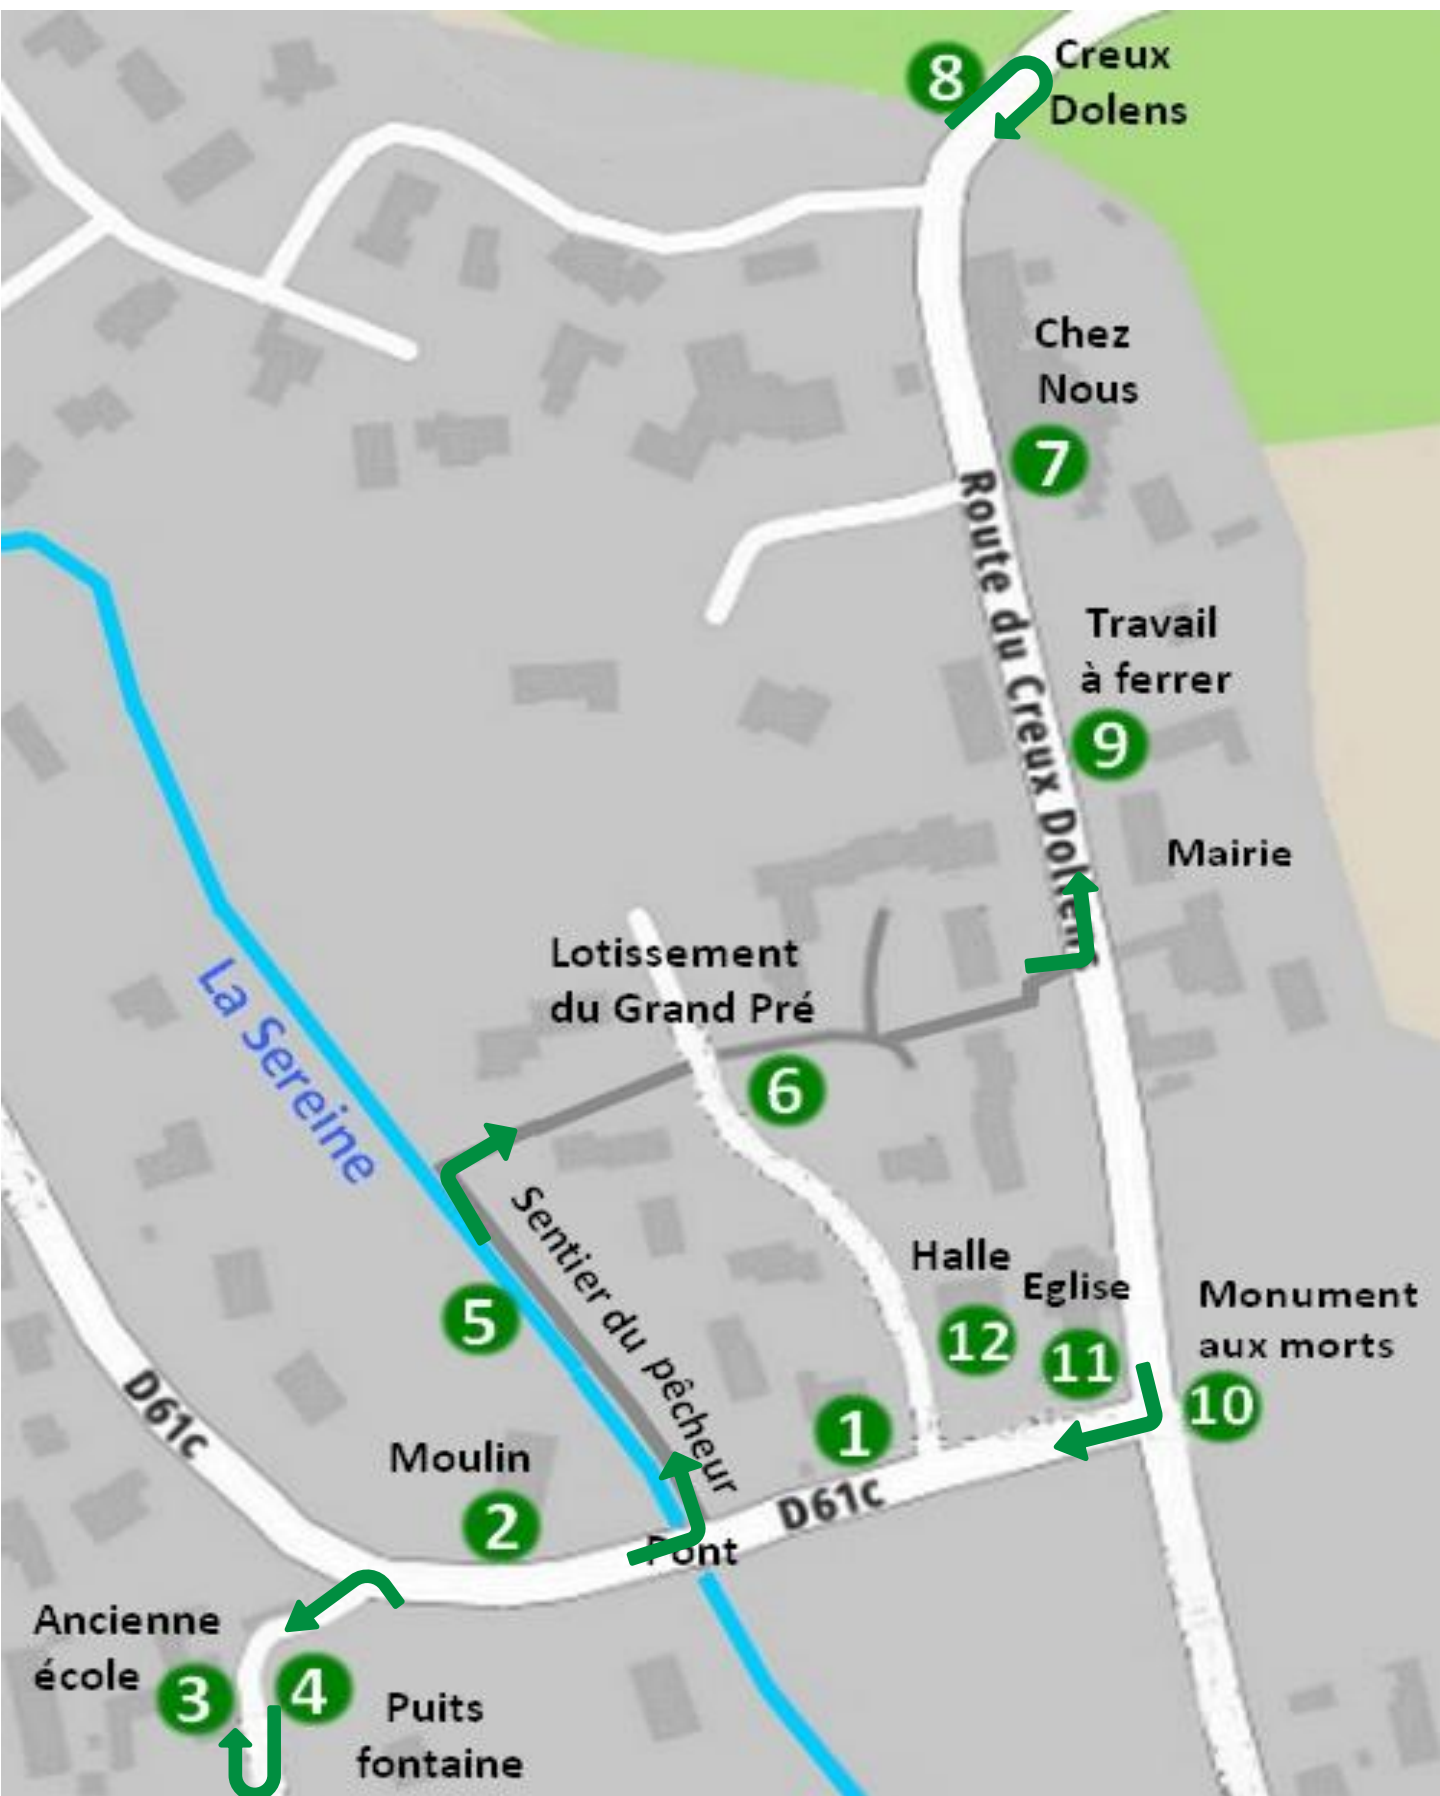 8
Creux
Dolens
Chez
Nous
7
Route du Creux Dolens
Travail
à ferrer
9
Mairie
Lotissement
du Grand Pré
6
La Sereine
Sentier du pêcheur
5
Halle
12
Eglise
11
Monument
aux morts
10
1
D61c
D61c
Moulin
2
Pont
Ancienne
école
3
4
Puits
fontaine